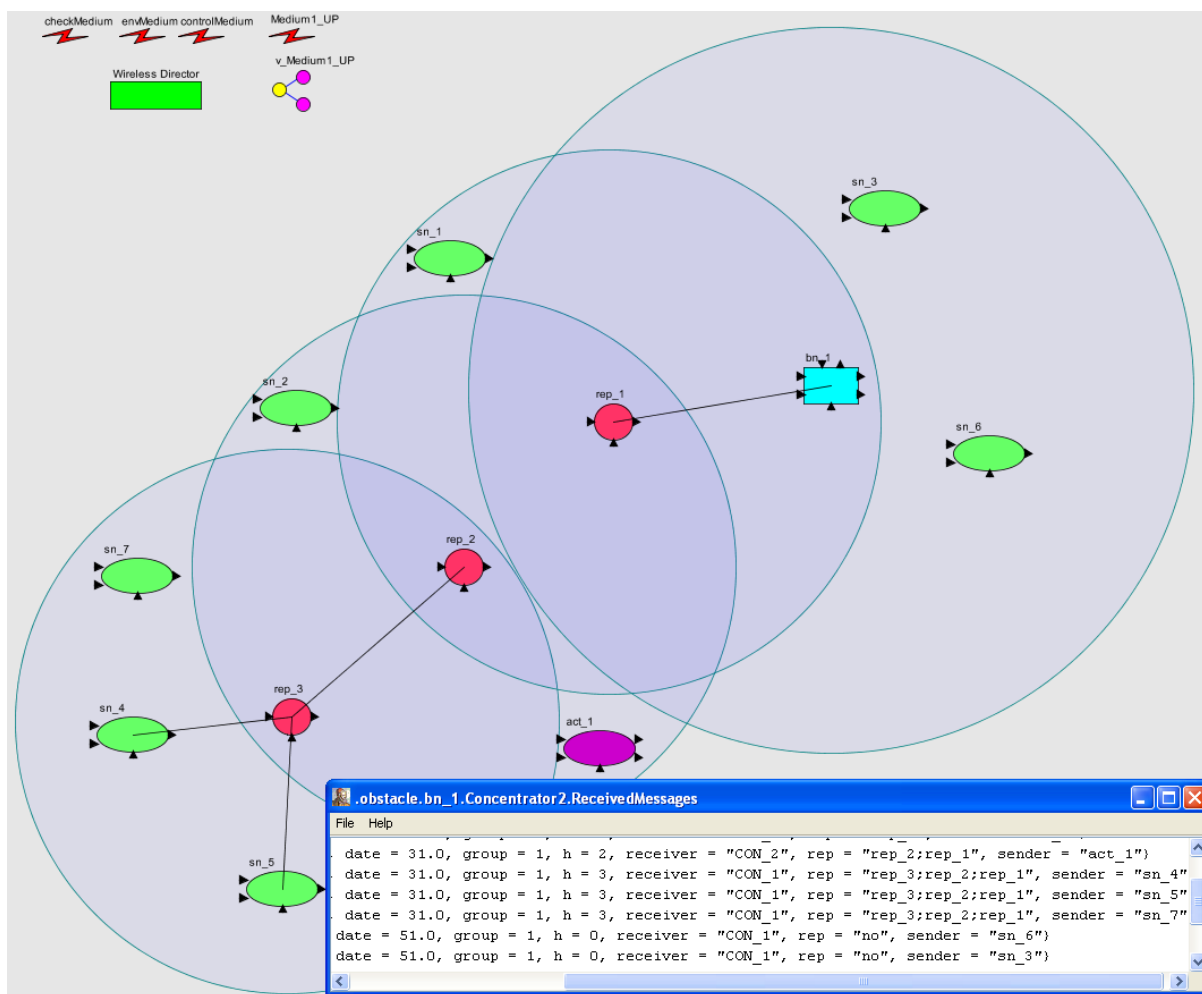 checkMedium envMedium controlMedium Medium1_UP
Wireless Director
v_Medium1_UP
sn_3
sn_1
bn_1
sn_2
rep_1
sn_6
rep_2
sn_7
rep_3
sn_4
act_1
sn_5
.obstacle.bn_1.Concentrator2.ReceivedMessages
File Help
date = 31.0, group = 1, h = 2, receiver = "CON_2", rep = "rep_2;rep_1", sender = "act_1"}
date = 31.0, group = 1, h = 3, receiver = "CON_1", rep = "rep_3;rep_2;rep_1", sender = "sn_4"
date = 31.0, group = 1, h = 3, receiver = "CON_1", rep = "rep_3;rep_2;rep_1", sender = "sn_5"
date = 31.0, group = 1, h = 3, receiver = "CON_1", rep = "rep_3;rep_2;rep_1", sender = "sn_7"
date = 51.0, group = 1, h = 0, receiver = "CON_1", rep = "no", sender = "sn_6"}
date = 51.0, group = 1, h = 0, receiver = "CON_1", rep = "no", sender = "sn_3"}